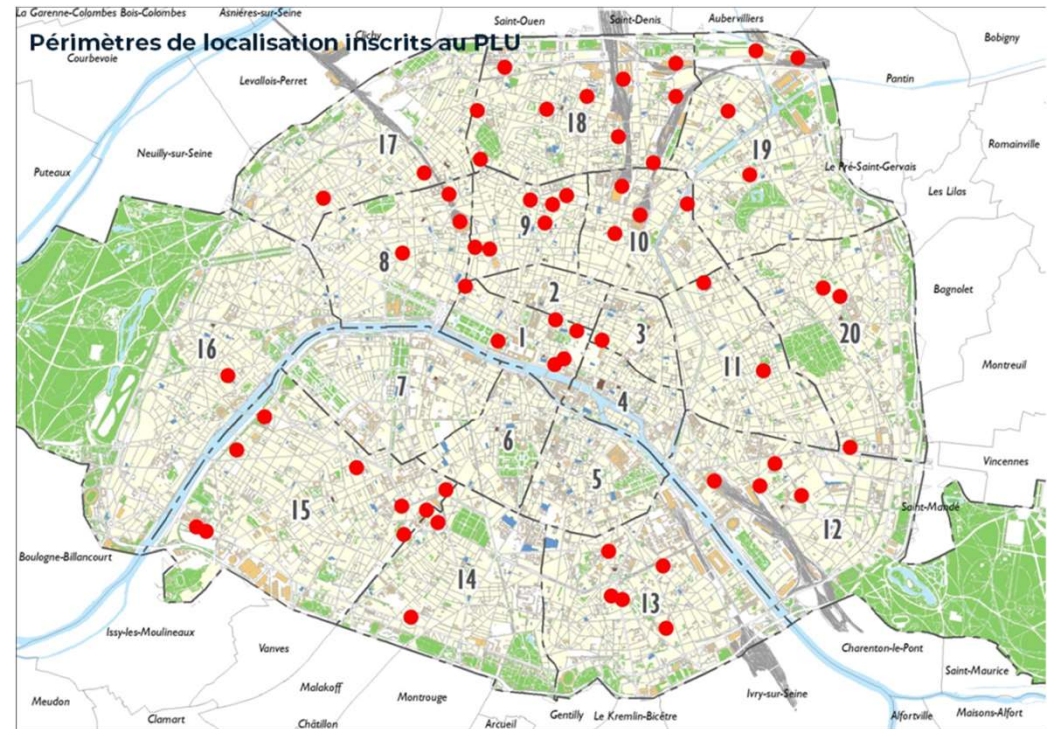 La Garenne-Colombes Bois-Colombes
Asnières-sur-Seine
Saint-Ouen
Saint-Denis
Aubervilliers
Clichy
Périmètres de localisation inscrits au PLU
Bobigny
Courbevoie
Levallois-Perret
Pantin
18
17
19
Romainville
Neuilly-sur-Seine
Le Pré-Saint-Gervais
Puteaux
Les Lilas
9
10
8
Bagnolet
2
20
1
3
16
Montreuil
11
7
4
6
Vincennes
5
15
Saint-Mandé
12
Boulogne-Billancourt
14
13
Issy-les-Moulineaux
Vanves
Charenton-le-Pont
Saint-Maurice
Malakoff
Montrouge
Ivry-sur-Seine
Meudon
Clamart
Châtillon
Arcueil
Gentilly
Le Kremlin-Bicêtre
Alfortville
Maisons-Alfort